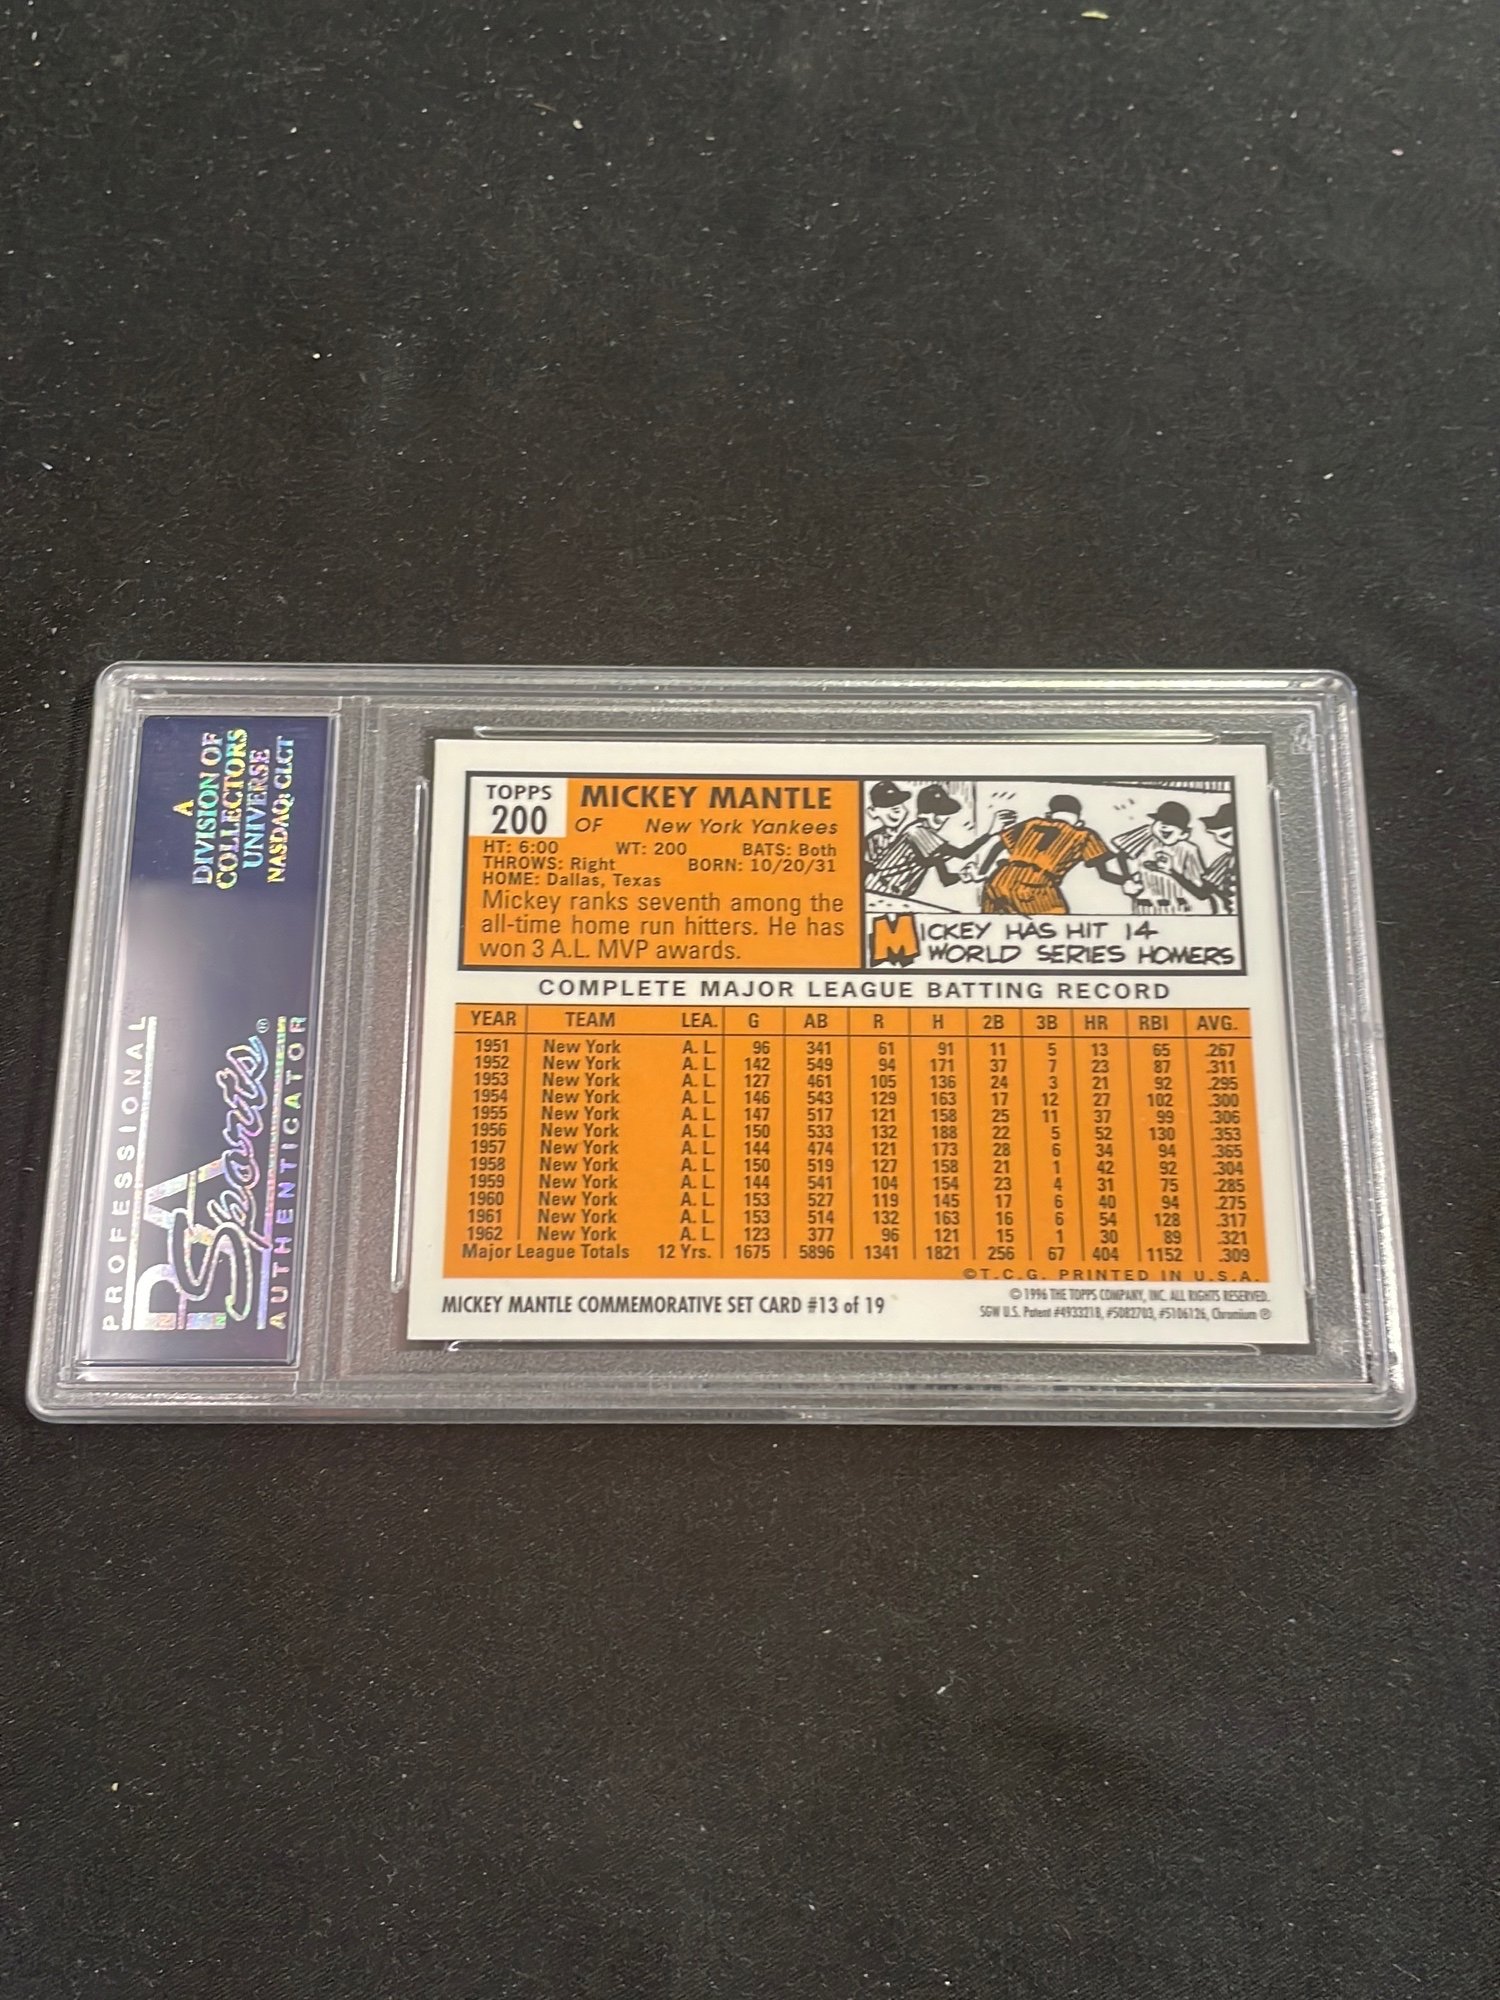 A
DIVISION OF
COLLECTORS
UNIVERSE
NASDAQ: CLCT
PROFESSIONAL
PSA
Sports®
AUTHENTICATOR
TOPPS
200
MICKEY MANTLE
OF New York Yankees
HT: 6:00 WT: 200 BATS: Both
THROWS: Right BORN: 10/20/31
HOME: Dallas, Texas
Mickey ranks seventh among the
all-time home run hitters. He has
won 3 A.L. MVP awards.
7
MICKEY HAS HIT 14
WORLD SERIES HOMERS
COMPLETE MAJOR LEAGUE BATTING RECORD
YEAR TEAM LEA. G AB R H 2B 3B HR RBI AVG.
1951 New York A. L. 96 341 61 91 11 5 13 65 .267
1952 New York A. L. 142 549 94 171 37 7 23 87 .311
1953 New York A. L. 127 461 105 136 24 3 21 92 .295
1954 New York A. L. 146 543 129 163 17 12 27 102 .300
1955 New York A. L. 147 517 121 158 25 11 37 99 .306
1956 New York A. L. 150 533 132 188 22 5 52 130 .353
1957 New York A. L. 144 474 121 173 28 6 34 94 .365
1958 New York A. L. 150 519 127 158 21 1 42 92 .304
1959 New York A. L. 144 541 104 154 23 4 31 75 .285
1960 New York A. L. 153 527 119 145 17 6 40 94 .275
1961 New York A. L. 153 514 132 163 16 6 54 128 .317
1962 New York A. L. 123 377 96 121 15 1 30 89 .321
Major League Totals 12 Yrs. 1675 5896 1341 1821 256 67 404 1152 .309
©T.C.G. PRINTED IN U.S.A.
MICKEY MANTLE COMMEMORATIVE SET CARD #13 of 19
© 1996 THE TOPPS COMPANY, INC. ALL RIGHTS RESERVED.
SGW U.S. Patent #4933218, #5082703, #5106126, Chromium ®